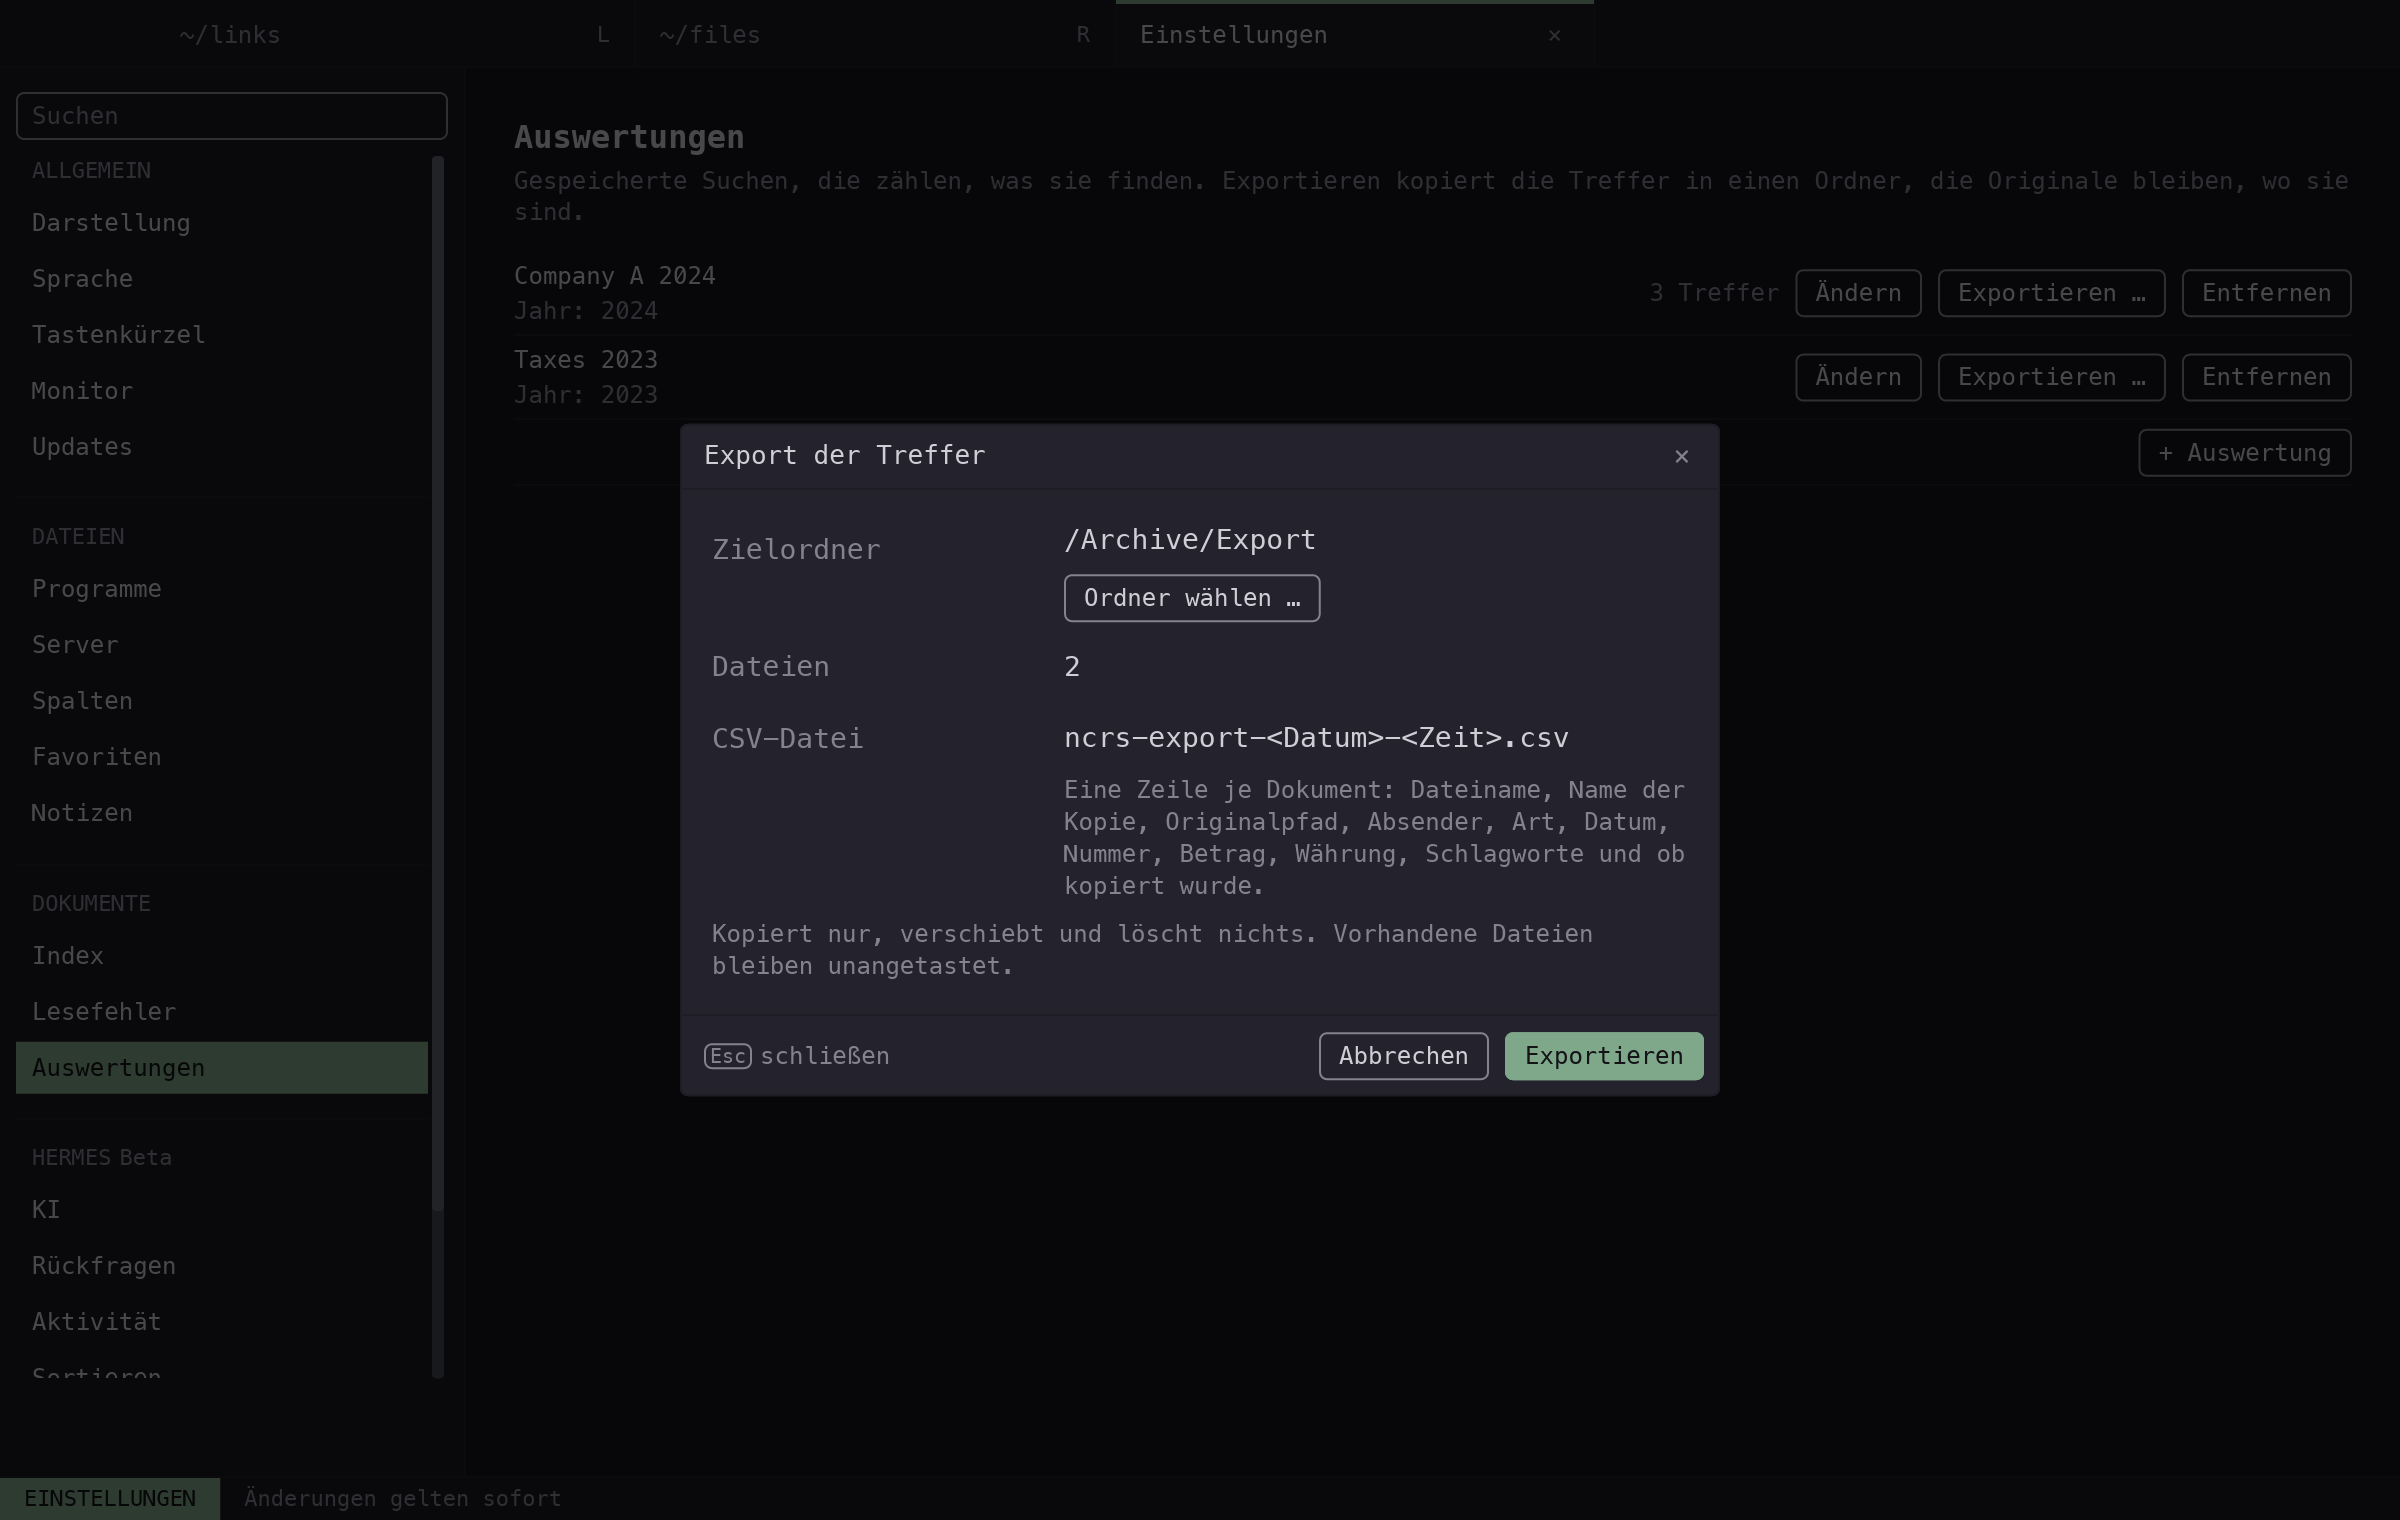 ~/links L ~/files R Einstellungen ×
Suchen
ALLGEMEIN
Darstellung
Sprache
Tastenkürzel
Monitor
Updates
DATEIEN
Programme
Server
Spalten
Favoriten
Notizen
DOKUMENTE
Index
Lesefehler
Auswertungen
HERMES Beta
KI
Rückfragen
Aktivität
Sortieren
Auswertungen
Gespeicherte Suchen, die zählen, was sie finden. Exportieren kopiert die Treffer in einen Ordner, die Originale bleiben, wo sie
sind.
Company A 2024
Jahr: 2024
3 Treffer Ändern Exportieren … Entfernen
Taxes 2023
Jahr: 2023
Ändern Exportieren … Entfernen
+ Auswertung
Export der Treffer ×
Zielordner /Archive/Export
Ordner wählen …
Dateien 2
CSV-Datei ncrs-export-<Datum>-<Zeit>.csv
Eine Zeile je Dokument: Dateiname, Name der
Kopie, Originalpfad, Absender, Art, Datum,
Nummer, Betrag, Währung, Schlagworte und ob
kopiert wurde.
Kopiert nur, verschiebt und löscht nichts. Vorhandene Dateien
bleiben unangetastet.
Esc schließen Abbrechen Exportieren
EINSTELLUNGEN Änderungen gelten sofort